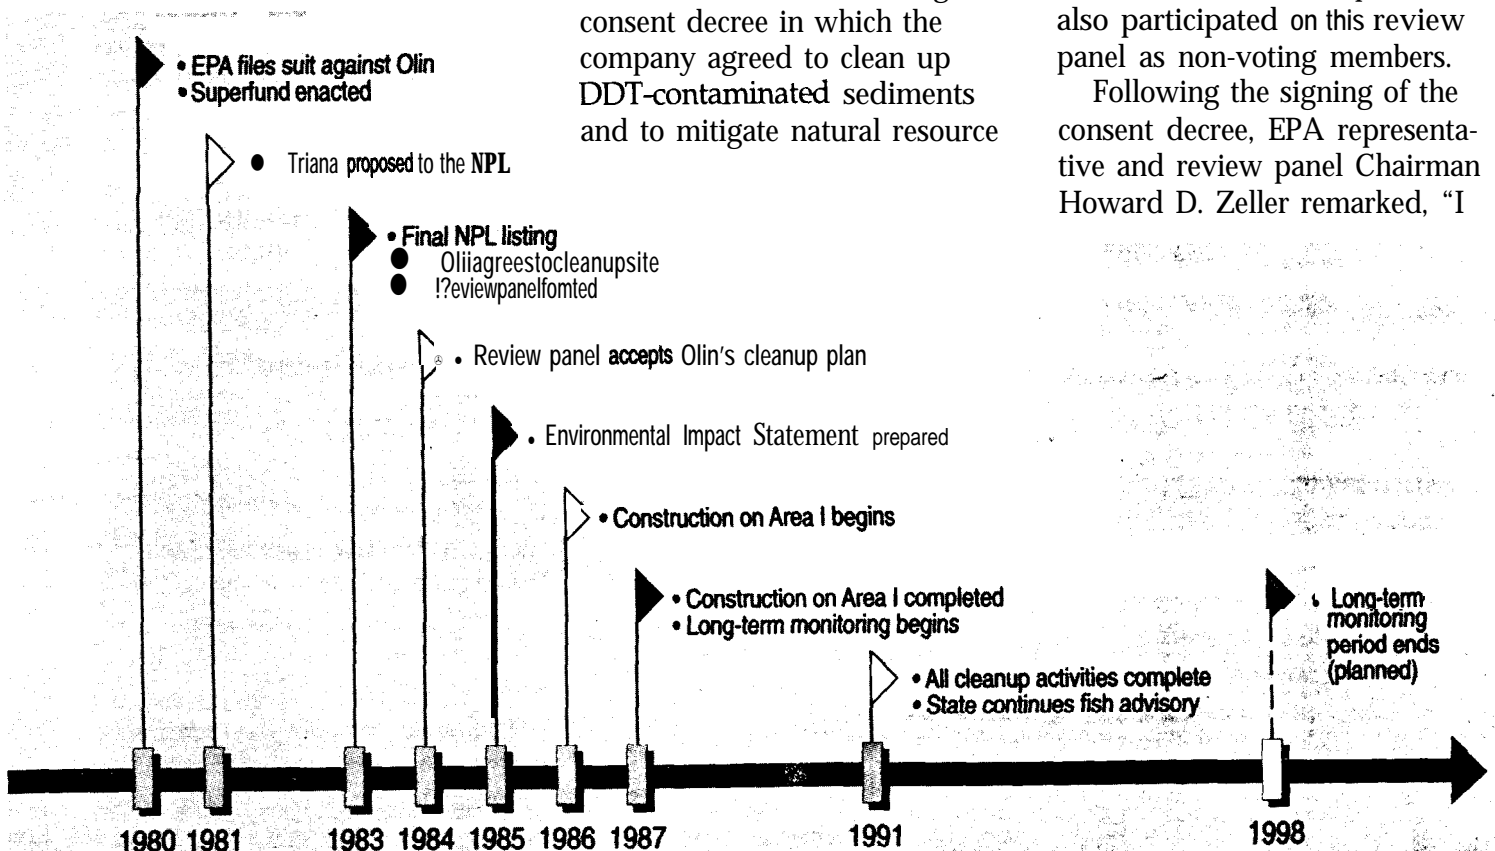 consent decree in which the
company agreed to clean up
DDT-contaminated sediments
and to mitigate natural resource
also participated on this review
panel as non-voting members.
Following the signing of the
consent decree, EPA representa-
tive and review panel Chairman
Howard D. Zeller remarked, “I
• EPA files suit against Olin
• Superfund enacted
• Triana proposed to the NPL
• Final NPL listing
• Oliiagreestocleanupsite
• !?eviewpanelfomted
• Review panel accepts Olin's cleanup plan
• Environmental Impact Statement prepared
• Construction on Area I begins
• Construction on Area I completed
• Long-term monitoring begins
• All cleanup activities complete
• State continues fish advisory
• Long-term
monitoring
period ends
(planned)
1980 1981 1983 1984 1985 1986 1987 1991 1998